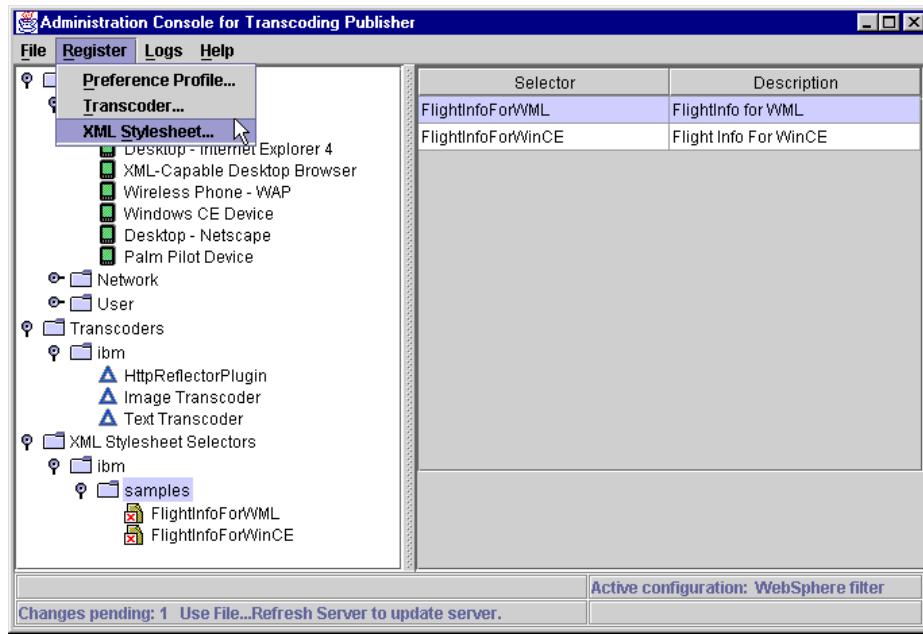 Administration Console for Transcoding Publisher
File Register Logs Help
Preference Profile...
Transcoder...
XML Stylesheet...
Desktop - Internet Explorer 4
XML-Capable Desktop Browser
Wireless Phone - WAP
Windows CE Device
Desktop - Netscape
Palm Pilot Device
Network
User
Transcoders
ibm
HttpReflectorPlugin
Image Transcoder
Text Transcoder
XML Stylesheet Selectors
ibm
samples
FlightInfoForWML
FlightInfoForWinCE
Selector Description
FlightInfoForWML FlightInfo for WML
FlightInfoForWinCE Flight Info For WinCE
Active configuration: WebSphere filter
Changes pending: 1 Use File...Refresh Server to update server.